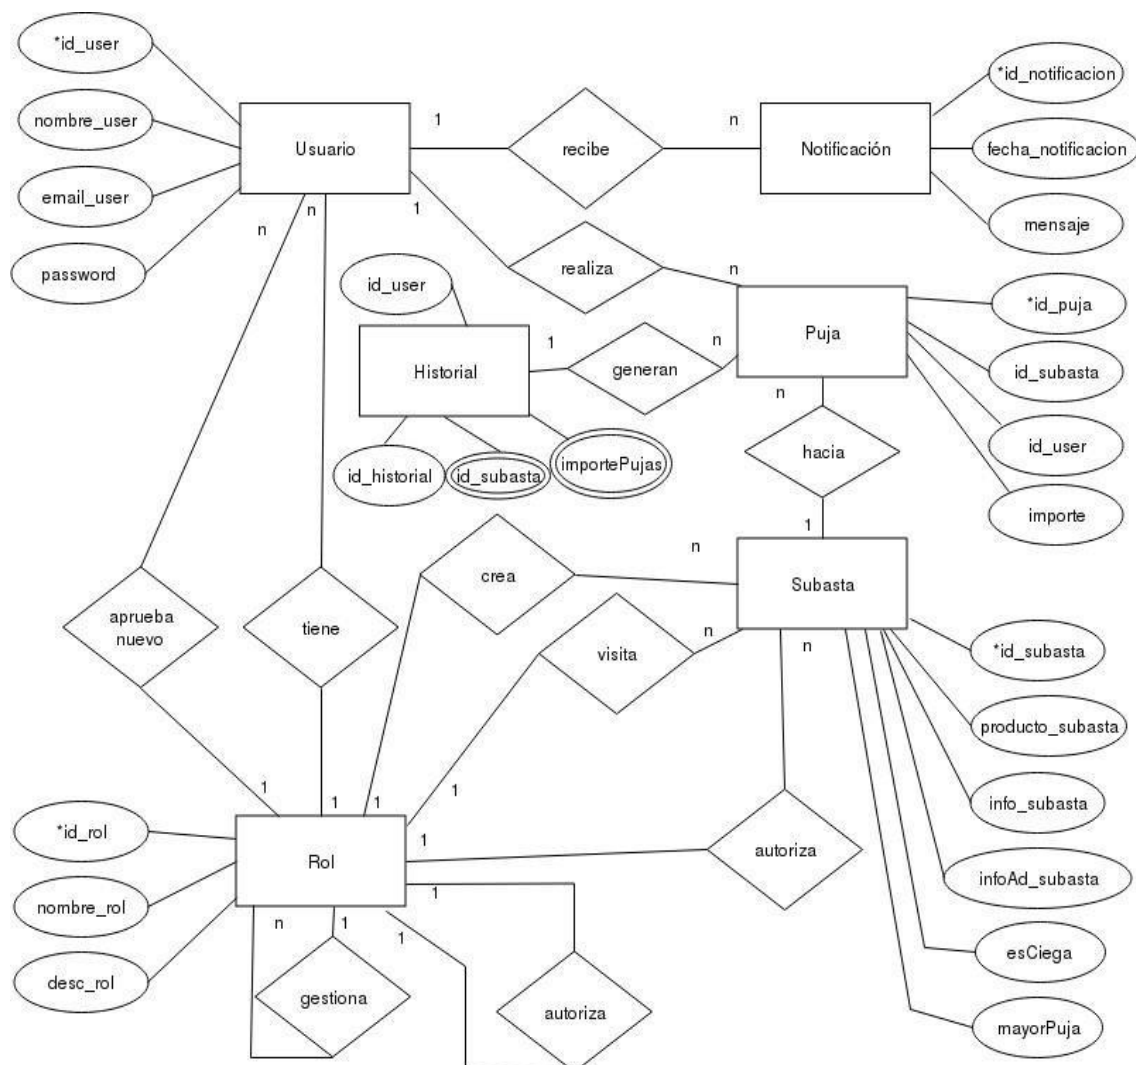 *id_user
nombre_user
email_user
password
Usuario
1
recibe
n
Notificación
*id_notificacion
fecha_notificacion
mensaje
n
n
1
realiza
n
id_user
Historial
1
generan
n
Puja
*id_puja
id_subasta
id_user
importe
id_historial
id_subasta
importePujas
n
hacia
1
crea
n
Subasta
aprueba
nuevo
tiene
visita
n
n
*id_subasta
producto_subasta
info_subasta
infoAd_subasta
esCiega
mayorPuja
1
1
1
1
*id_rol
nombre_rol
desc_rol
Rol
1
autoriza
n
1
1
1
gestiona
autoriza